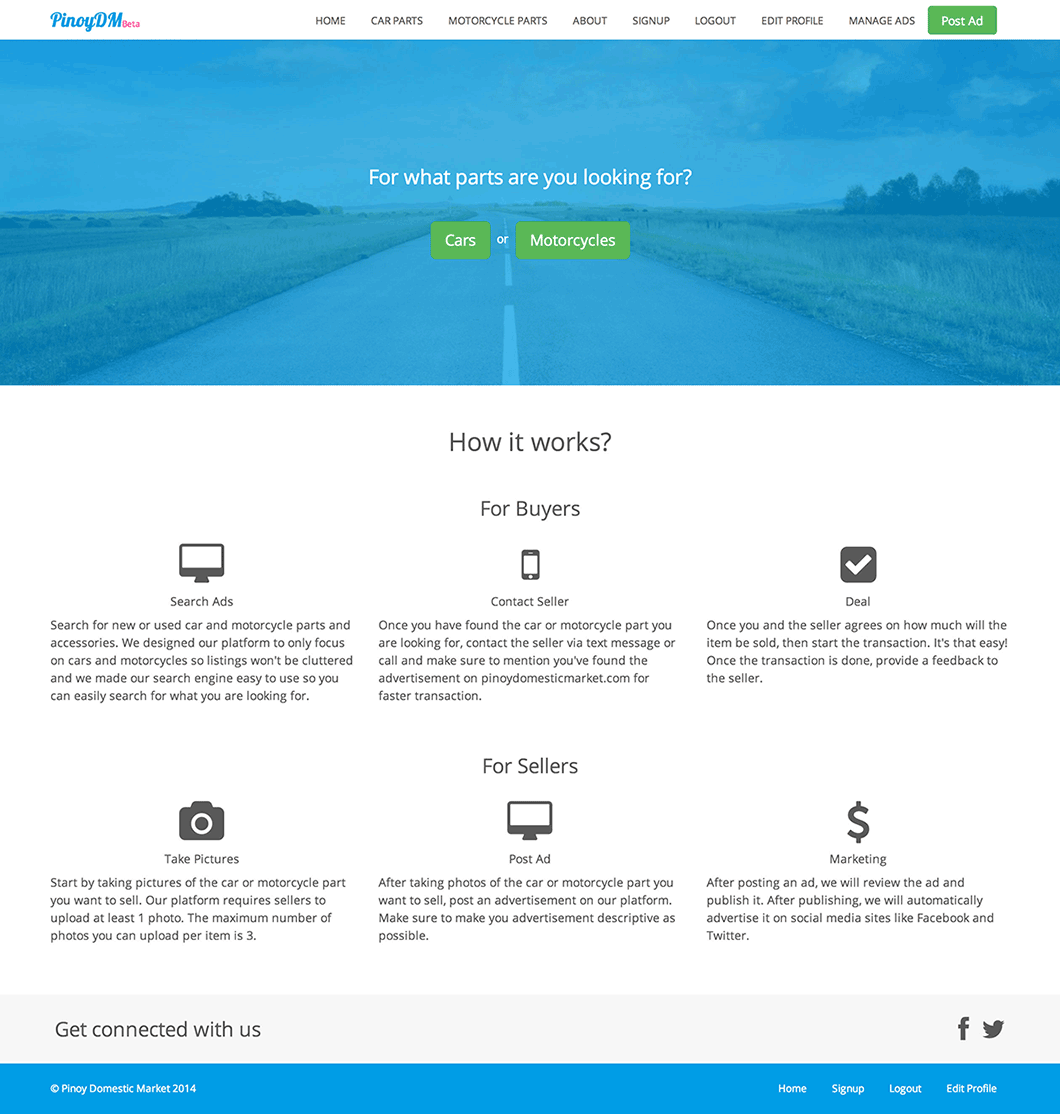 PinoyDM Beta
HOME CAR PARTS MOTORCYCLE PARTS ABOUT SIGNUP LOGOUT EDIT PROFILE MANAGE ADS Post Ad
For what parts are you looking for?
Cars or Motorcycles
How it works?
For Buyers
Search Ads
Search for new or used car and motorcycle parts and
accessories. We designed our platform to only focus
on cars and motorcycles so listings won't be cluttered
and we made our search engine easy to use so you
can easily search for what you are looking for.
Contact Seller
Once you have found the car or motorcycle part you
are looking for, contact the seller via text message or
call and make sure to mention you've found the
advertisement on pinoydomesticmarket.com for
faster transaction.
Deal
Once you and the seller agrees on how much will the
item be sold, then start the transaction. It's that easy!
Once the transaction is done, provide a feedback to
the seller.
For Sellers
Take Pictures
Start by taking pictures of the car or motorcycle part
you want to sell. Our platform requires sellers to
upload at least 1 photo. The maximum number of
photos you can upload per item is 3.
Post Ad
After taking photos of the car or motorcycle part you
want to sell, post an advertisement on our platform.
Make sure to make you advertisement descriptive as
possible.
Marketing
After posting an ad, we will review the ad and
publish it. After publishing, we will automatically
advertise it on social media sites like Facebook and
Twitter.
Get connected with us
© Pinoy Domestic Market 2014
Home Signup Logout Edit Profile